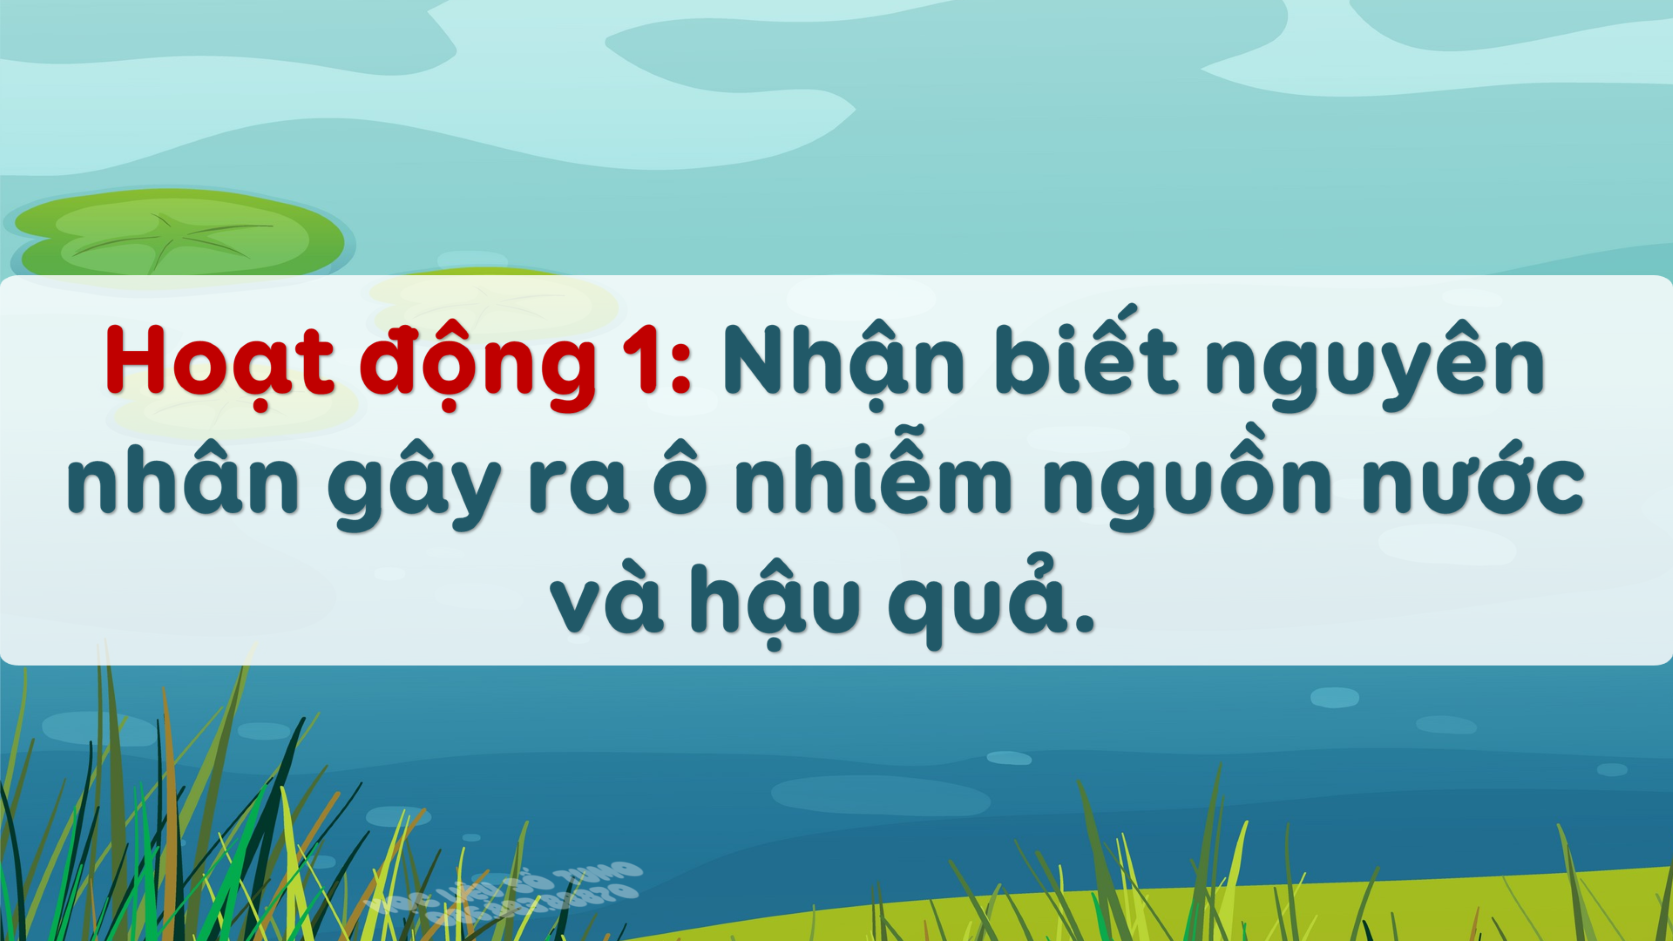 Hoạt động 1: Nhận biết nguyên
nhân gây ra ô nhiễm nguồn nước
và hậu quả.